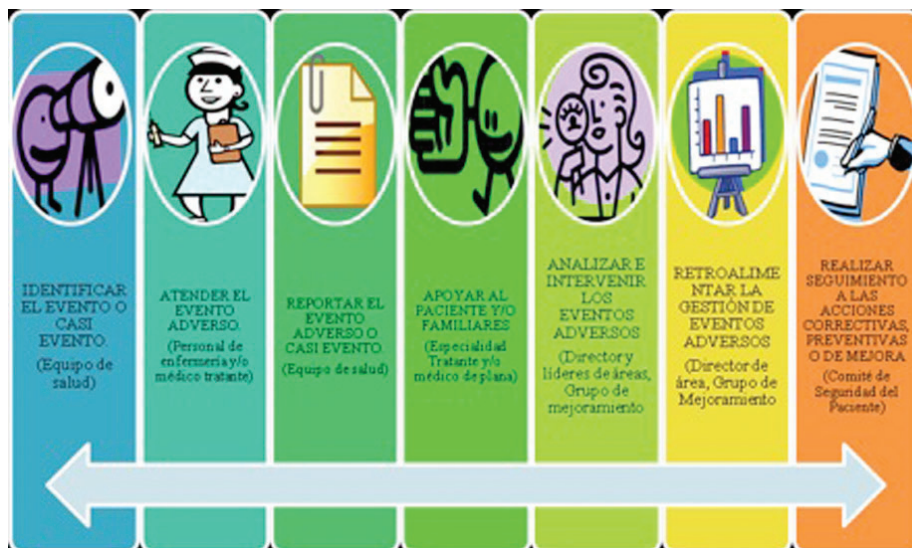 IDENTIFICAR
EL EVENTO O
CASI
EVENTO.
(Equipo de
salud)
ATENDER EL
EVENTO
ADVERSO.
(Personal de
enfermería y/o
médico tratante)
REPORTAR EL
EVENTO
ADVERSO O
CASI EVENTO.
(Equipo de salud)
APOYAR AL
PACIENTE Y/O
FAMILIARES
(Especialidad
Tratante y/o
médico de planta)
ANALIZAR E
INTERVENIR
LOS
EVENTOS
ADVERSOS
(Director y
líderes de áreas,
Grupo de
mejoramiento)
RETROALIME
NTAR LA
GESTIÓN DE
EVENTOS
ADVERSOS
(Director de
área, Grupo de
Mejoramiento
REALIZAR
SEGUIMIENTO
A LAS
ACCIONES
CORRECTIVAS,
PREVENTIVAS
O DE MEJORA
(Comité de
Seguridad del
Paciente)